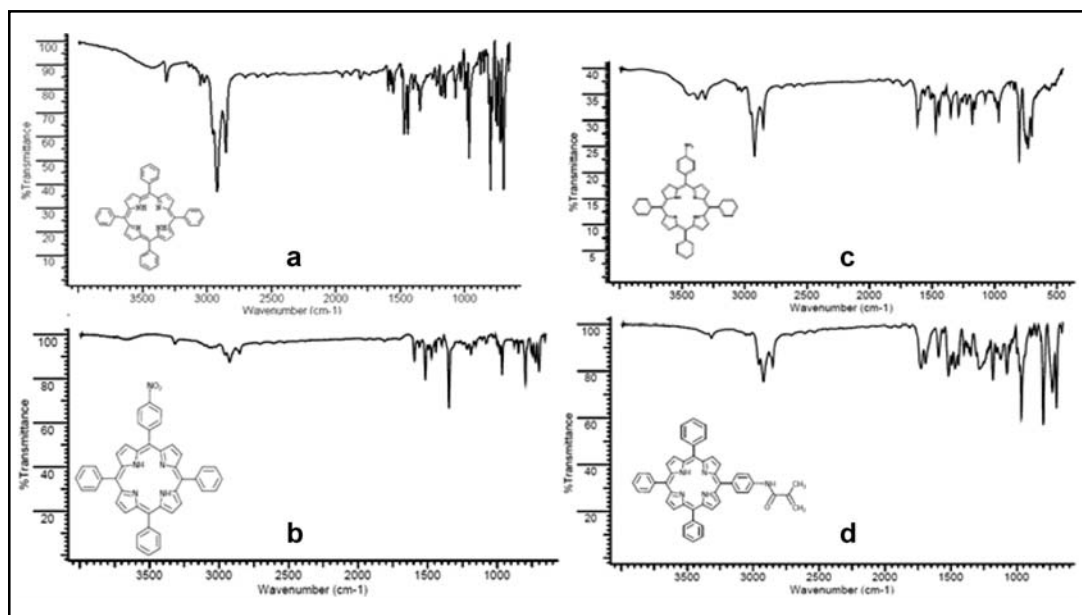 100
90
80
70
60
50
40
30
20
10
%Transmittance
a
3500 3000 2500 2000 1500 1000
Wavenumber (cm-1)
40
35
30
25
20
15
10
5
%Transmittance
c
3500 3000 2500 2000 1500 1000 500
Wavenumber (cm-1)
100
80
60
40
20
%Transmittance
NO₂
NH N
N NH
b
3500 3000 2500 2000 1500 1000
Wavenumber (cm-1)
100
80
60
40
20
%Transmittance
NH N
N NH
NH
CH₃
O
CH₂
d
3500 3000 2500 2000 1500 1000
Wavenumber (cm-1)